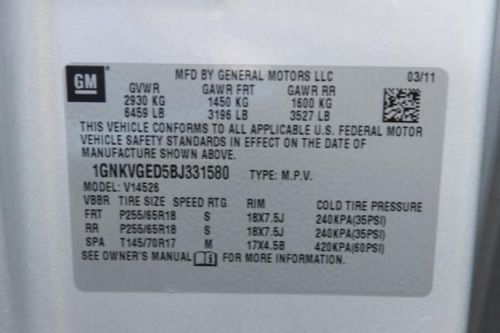 GM
MFD BY GENERAL MOTORS LLC 03/11
GVWR GAWR FRT GAWR RR
2930 KG 1450 KG 1600 KG
6459 LB 3196 LB 3527 LB
THIS VEHICLE CONFORMS TO ALL APPLICABLE U.S. FEDERAL MOTOR
VEHICLE SAFETY STANDARDS IN EFFECT ON THE DATE OF
MANUFACTURE SHOWN ABOVE.
1GNKVGED5BJ331580 TYPE: M.P.V.
MODEL: V14526
VBBR TIRE SIZE SPEED RTG RIM COLD TIRE PRESSURE
FRT P255/65R18 S 18X7.5J 240KPA(35PSI)
RR P255/65R18 S 18X7.5J 240KPA(35PSI)
SPA T145/70R17 M 17X4.5B 420KPA(60PSI)
SEE OWNER'S MANUAL FOR MORE INFORMATION.